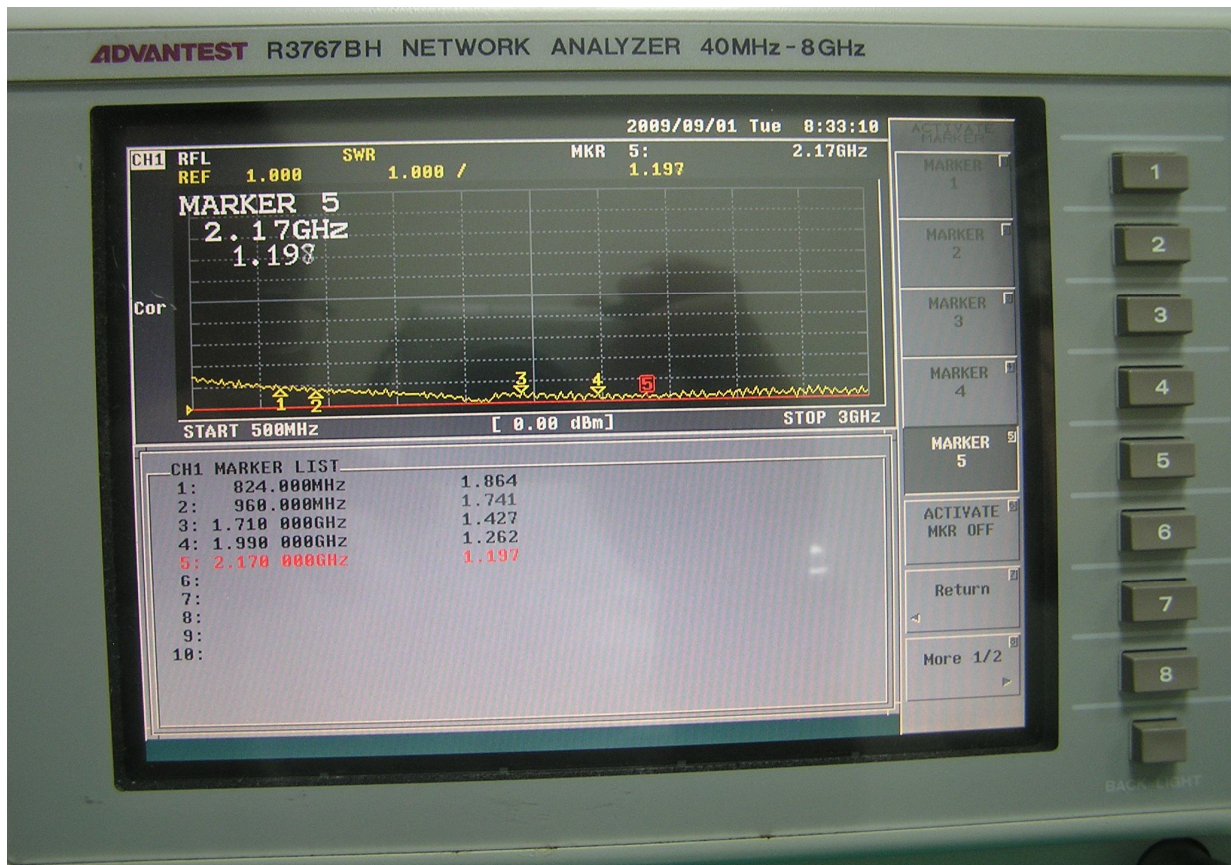 ADVANTEST R3767BH NETWORK ANALYZER 40MHz-8GHz
2009/09/01 Tue 8:33:10
CH1 RFL SWR MKR 5: 2.17GHz
REF 1.000 1.000 / 1.197
MARKER 5
2.17GHz
1.198
Cor
1 2 3 4 5
START 500MHz [ 0.00 dBm] STOP 3GHz
CH1 MARKER LIST
1: 824.000MHz 1.864
2: 960.000MHz 1.741
3: 1.710 000GHz 1.427
4: 1.990 000GHz 1.262
5: 2.170 000GHz 1.197
6:
7:
8:
9:
10:
ACTIVATE
MARKER
MARKER
1
MARKER
2
MARKER
3
MARKER
4
MARKER
5
ACTIVATE
MKR OFF
Return
More 1/2
1
2
3
4
5
6
7
8
BACK LIGHT